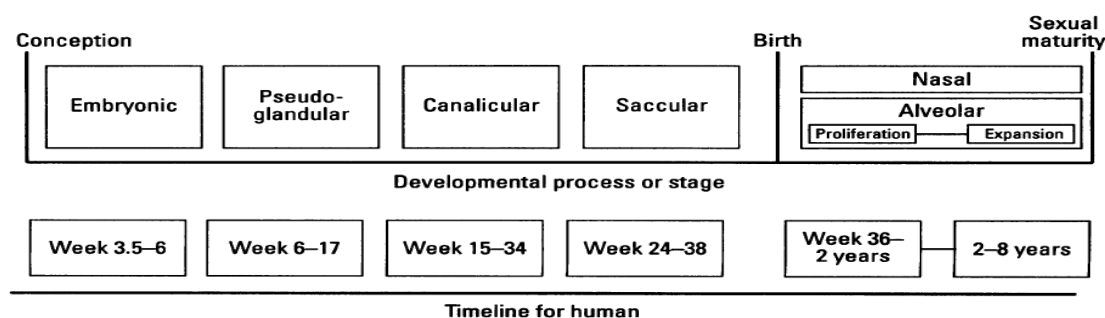 Conception
Birth
Sexual
maturity
Embryonic
Pseudo-
glandular
Canalicular
Saccular
Nasal
Alveolar
Proliferation
Expansion
Developmental process or stage
Week 3.5–6
Week 6–17
Week 15–34
Week 24–38
Week 36–
2 years
2–8 years
Timeline for human